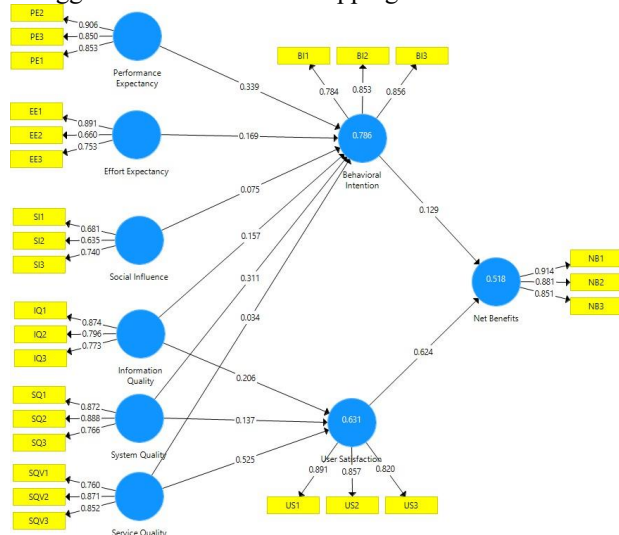 PE2
PE3
PE1
0.906
0.850
0.853
Performance
Expectancy
0.339
EE1
EE2
EE3
0.891
0.660
0.753
Effort Expectancy
0.169
SI1
SI2
SI3
0.681
0.635
0.740
Social Influence
0.075
IQ1
IQ2
IQ3
0.874
0.796
0.773
Information
Quality
0.157
0.206
SQ1
SQ2
SQ3
0.872
0.888
0.766
System Quality
0.311
0.137
SQV1
SQV2
SQV3
0.760
0.871
0.852
Service Quality
0.034
0.525
BI1
BI2
BI3
0.784
0.853
0.856
0.786
Behavioral
Intention
0.129
0.631
User Satisfaction
0.624
0.891
0.857
0.820
US1
US2
US3
0.518
Net Benefits
0.914
0.881
0.851
NB1
NB2
NB3